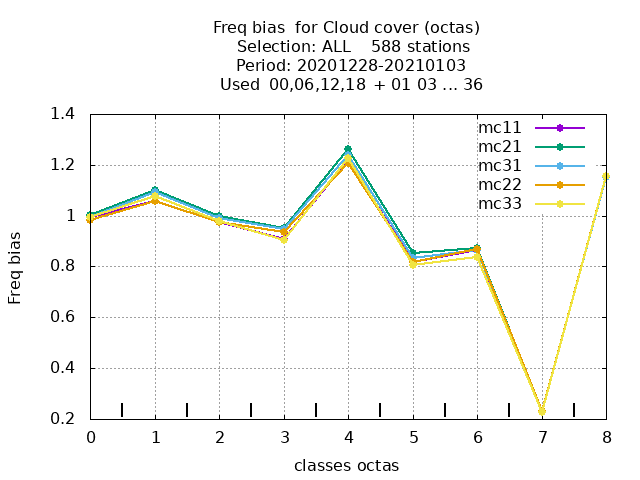 Freq bias  for Cloud cover (octas)
Selection: ALL    588 stations
Period: 20201228-20210103
Used  00,06,12,18  + 01 03 ... 36
mc11
mc21
mc31
mc22
mc33
1.4
1.2
1
0.8
0.6
0.4
0.2
Freq bias
0 1 2 3 4 5 6 7 8
classes octas